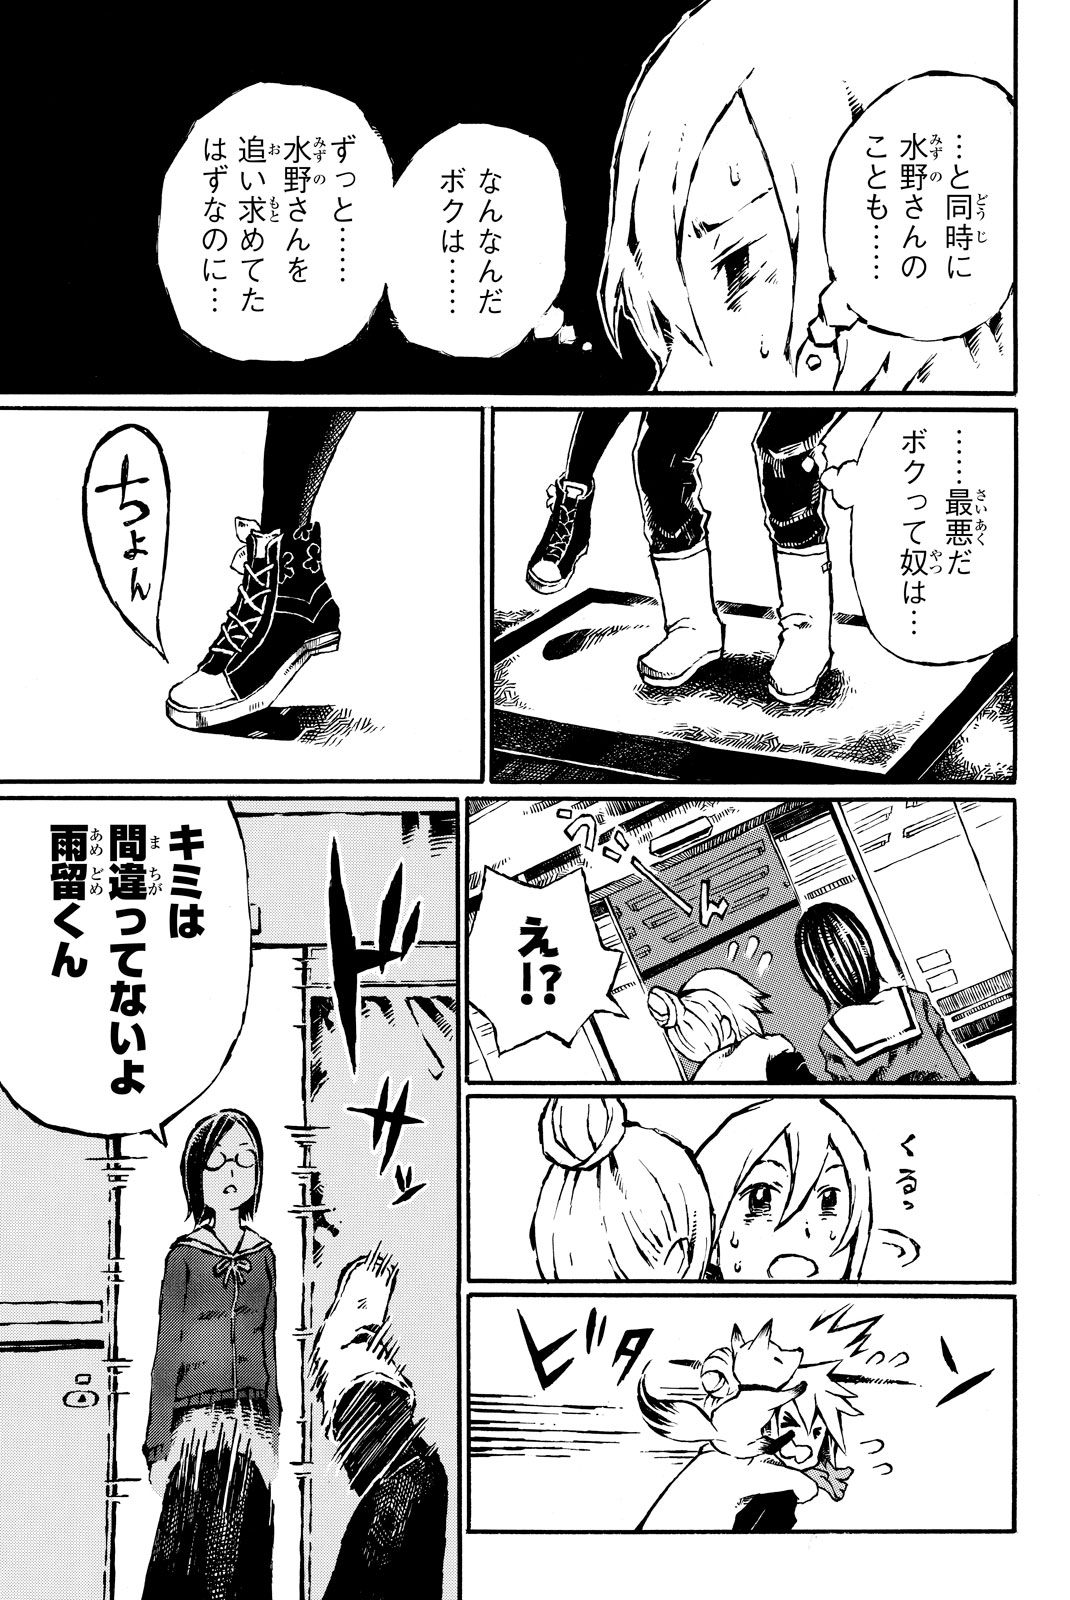 …と同時に
水野さんの
ことも……
なんなんだ
ボクは……
ずっと……
水野さんを
追い求めてた
はずなのに…
……最悪だ
ボクって奴は…
ちょん
ぐぃーん
え!?
くるっ
ビタッ
ドサッ
キミは
間違ってないよ
雨留くん